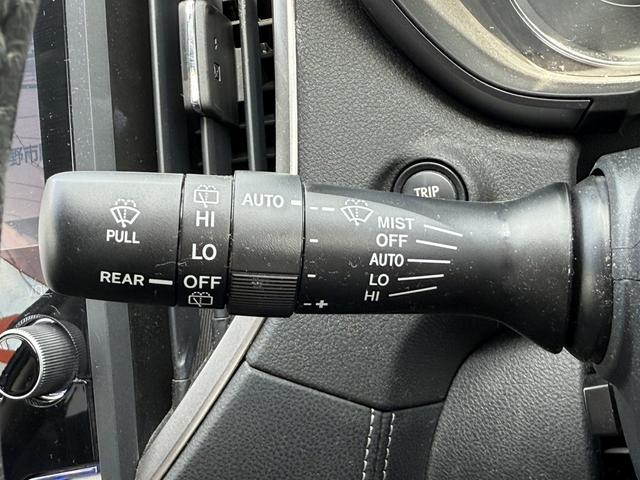 PULL
REAR
HI
LO
OFF
AUTO
- +
MIST
OFF
AUTO
LO
HI
TRIP